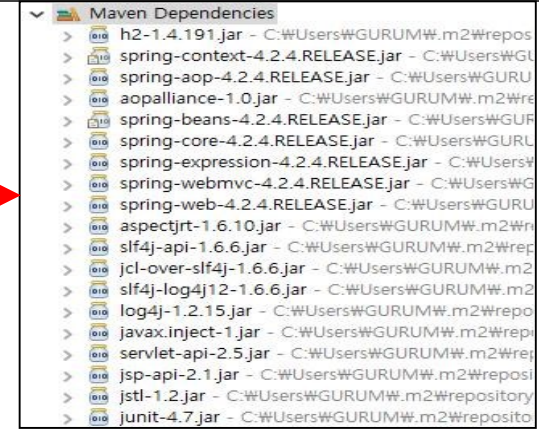 Maven Dependencies
h2-1.4.191.jar - C:₩Users₩GURUM₩.m2₩repos
spring-context-4.2.4.RELEASE.jar - C:₩Users₩GU
spring-aop-4.2.4.RELEASE.jar - C:₩Users₩GURU
aopalliance-1.0.jar - C:₩Users₩GURUM₩.m2₩re
spring-beans-4.2.4.RELEASE.jar - C:₩Users₩GUR
spring-core-4.2.4.RELEASE.jar - C:₩Users₩GURU
spring-expression-4.2.4.RELEASE.jar - C:₩Users₩
spring-webmvc-4.2.4.RELEASE.jar - C:₩Users₩G
spring-web-4.2.4.RELEASE.jar - C:₩Users₩GURU
aspectjrt-1.6.10.jar - C:₩Users₩GURUM₩.m2₩r
slf4j-api-1.6.6.jar - C:₩Users₩GURUM₩.m2₩rep
jcl-over-slf4j-1.6.6.jar - C:₩Users₩GURUM₩.m2
slf4j-log4j12-1.6.6.jar - C:₩Users₩GURUM₩.m2
log4j-1.2.15.jar - C:₩Users₩GURUM₩.m2₩repo
javax.inject-1.jar - C:₩Users₩GURUM₩.m2₩rep
servlet-api-2.5.jar - C:₩Users₩GURUM₩.m2₩rep
jsp-api-2.1.jar - C:₩Users₩GURUM₩.m2₩reposi
jstl-1.2.jar - C:₩Users₩GURUM₩.m2₩repository
junit-4.7.jar - C:₩Users₩GURUM₩.m2₩reposito